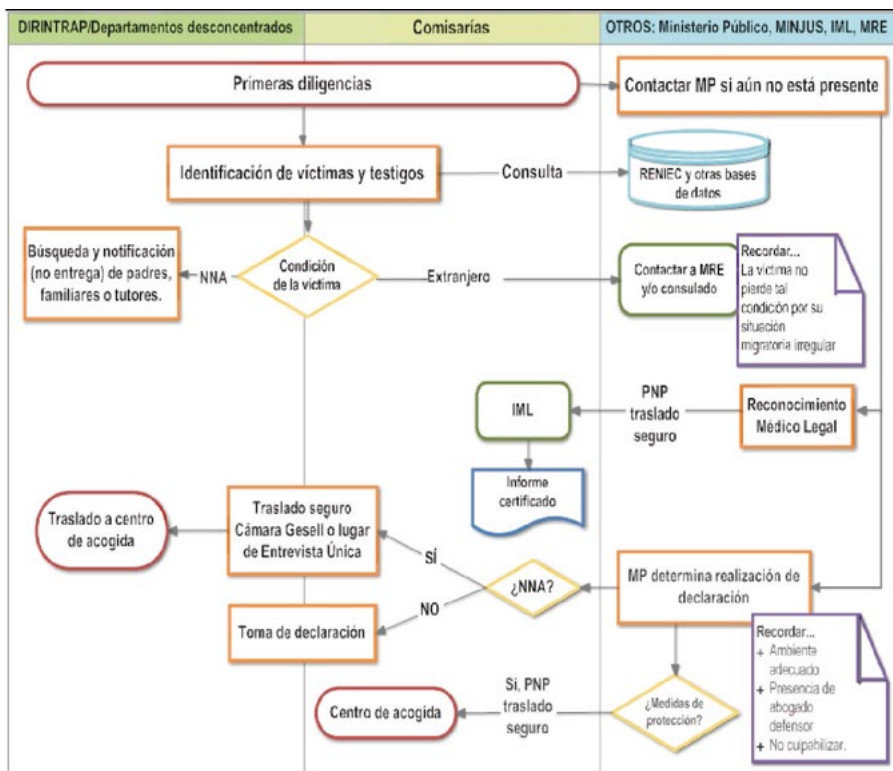 DIRINTRAP/Departamentos desconcentrados
Comisarías
OTROS: Ministerio Público, MINJUS, IML, MRE
Primeras diligencias
Contactar MP si aún no está presente
Identificación de víctimas y testigos
Consulta
RENIEC y otras bases
de datos
Búsqueda y notificación
(no entrega) de padres,
familiares o tutores.
NNA
Condición
de la víctima
Extranjero
Contactar a MRE
y/o consulado
Recordar...
La víctima no
pierde tal
condición por su
situación
migratoria irregular
IML
PNP
traslado
seguro
Reconocimiento
Médico Legal
Informe
certificado
Traslado a centro
de acogida
Traslado seguro
Cámara Gesell o lugar
de Entrevista Única
SÍ
¿NNA?
MP determina realización de
declaración
NO
Toma de declaración
Recordar...
+ Ambiente
adecuado
+ Presencia de
abogado
defensor
+ No culpabilizar.
Centro de acogida
Sí, PNP
traslado
seguro
¿Medidas de
protección?